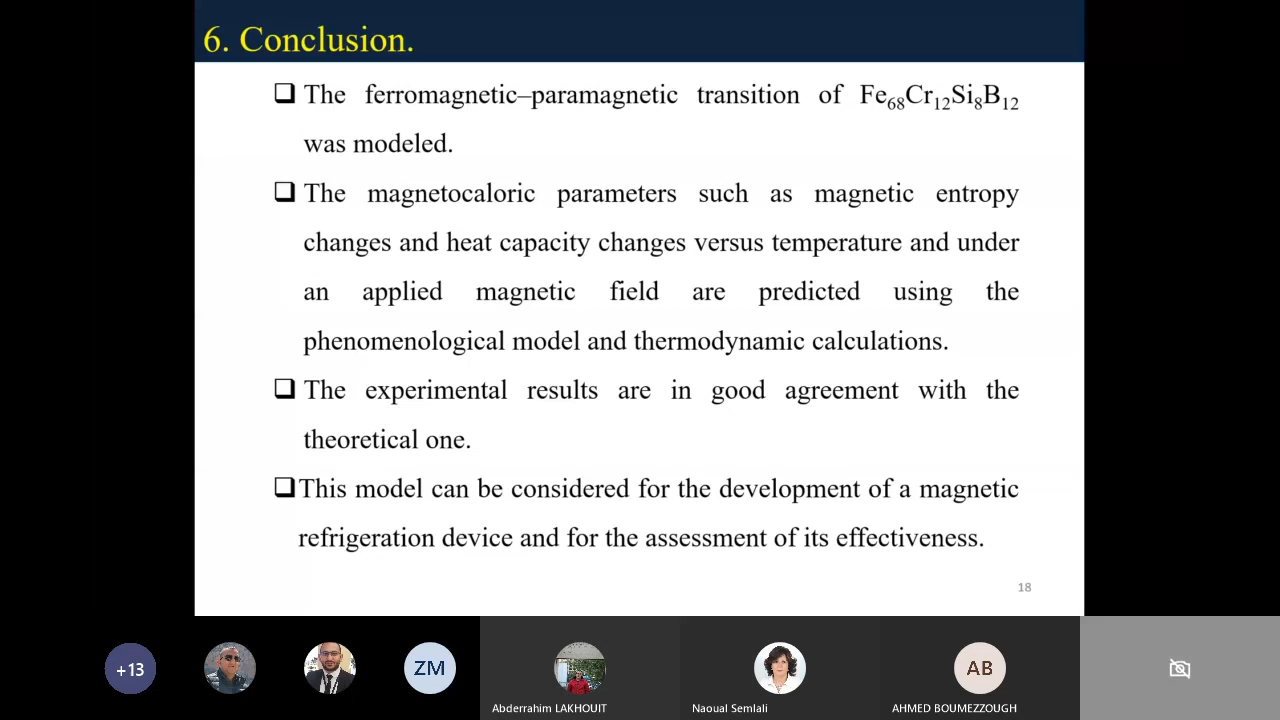 6. Conclusion.
❑ The ferromagnetic–paramagnetic transition of Fe₆₈Cr₁₂Si₈B₁₂
was modeled.
❑ The magnetocaloric parameters such as magnetic entropy
changes and heat capacity changes versus temperature and under
an applied magnetic field are predicted using the
phenomenological model and thermodynamic calculations.
❑ The experimental results are in good agreement with the
theoretical one.
❑This model can be considered for the development of a magnetic
refrigeration device and for the assessment of its effectiveness.
18
+13
ZM
AB
Abderrahim LAKHOUIT
Naoual Semlali
AHMED BOUMEZZOUGH